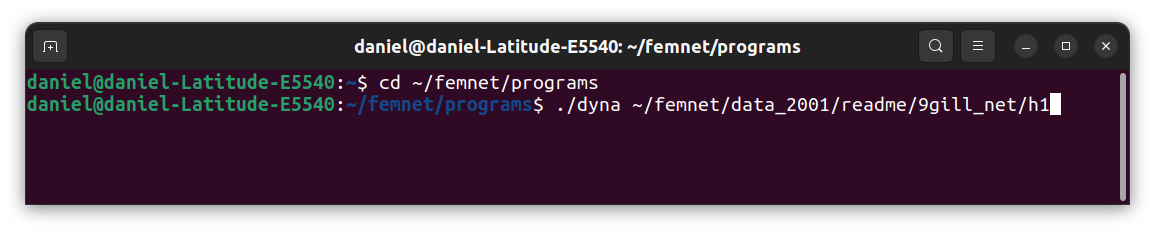 daniel@daniel-Latitude-E5540: ~/femnet/programs
daniel@daniel-Latitude-E5540:~$ cd ~/femnet/programs
daniel@daniel-Latitude-E5540:~/femnet/programs$ ./dyna ~/femnet/data_2001/readme/9gill_net/h1